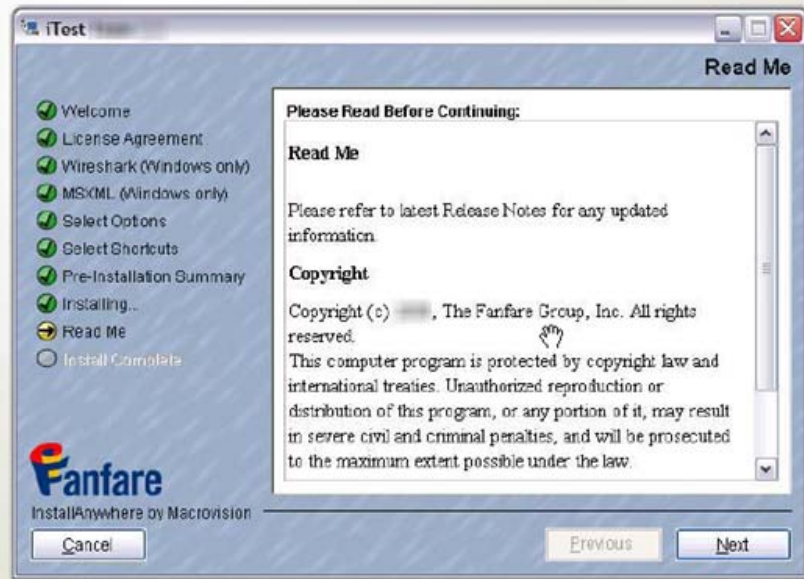 iTest
Read Me
Welcome
License Agreement
Wireshark (Windows only)
MSXML (Windows only)
Select Options
Select Shortcuts
Pre-Installation Summary
Installing...
Read Me
Install Complete
Please Read Before Continuing:
Read Me
Please refer to latest Release Notes for any updated
information.
Copyright
Copyright (c) , The Fanfare Group, Inc. All rights
reserved.
This computer program is protected by copyright law and
international treaties. Unauthorized reproduction or
distribution of this program, or any portion of it, may result
in severe civil and criminal penalties, and will be prosecuted
to the maximum extent possible under the law.
Fanfare
InstallAnywhere by Macrovision
Cancel
Previous
Next